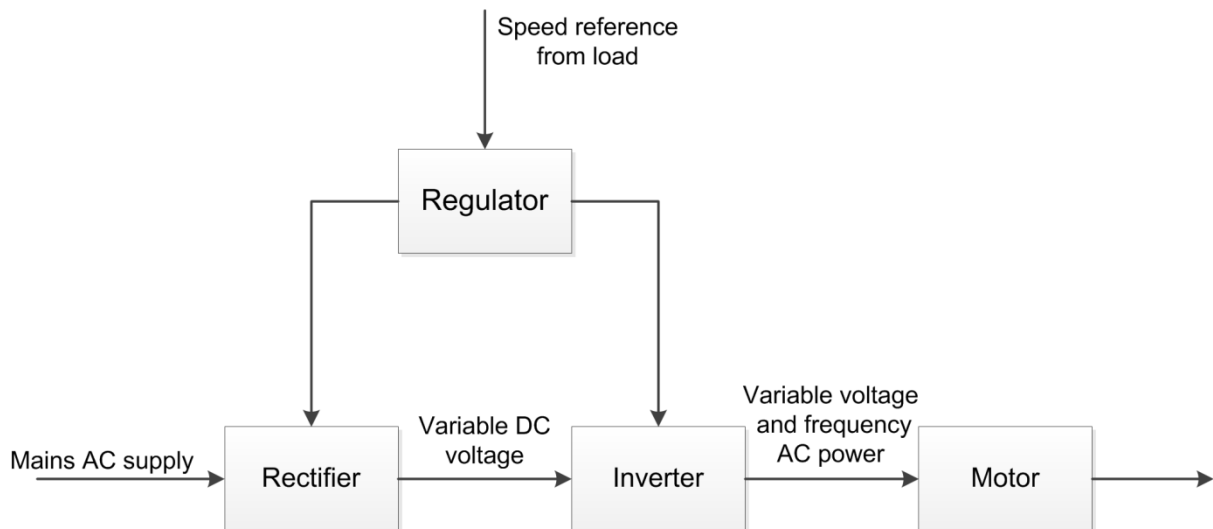 Speed reference
from load
Regulator
Variable voltage
and frequency
AC power
Variable DC
voltage
Mains AC supply
Rectifier
Inverter
Motor